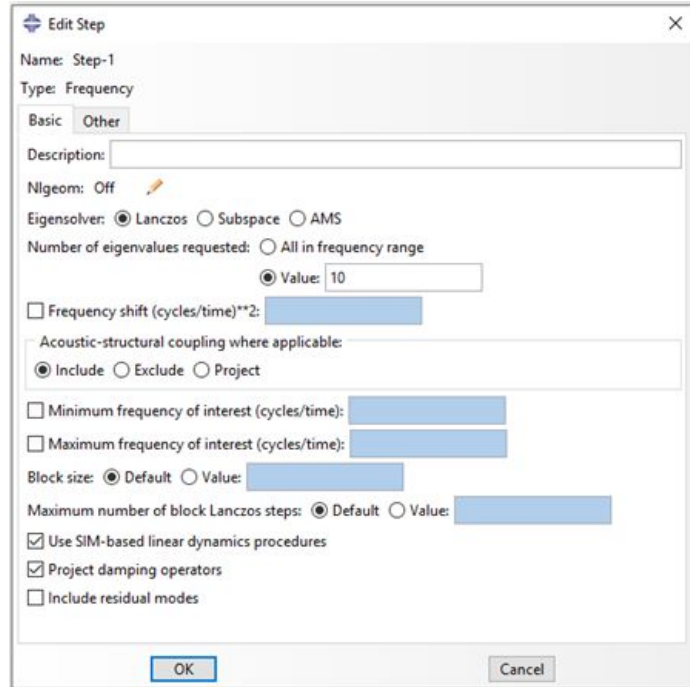 Edit Step
Name: Step-1
Type: Frequency
Basic Other
Description:
Nlgeom: Off
Eigensolver: Lanczos Subspace AMS
Number of eigenvalues requested: All in frequency range
Value: 10
Frequency shift (cycles/time)**2:
Acoustic-structural coupling where applicable:
Include Exclude Project
Minimum frequency of interest (cycles/time):
Maximum frequency of interest (cycles/time):
Block size: Default Value:
Maximum number of block Lanczos steps: Default Value:
Use SIM-based linear dynamics procedures
Project damping operators
Include residual modes
OK Cancel